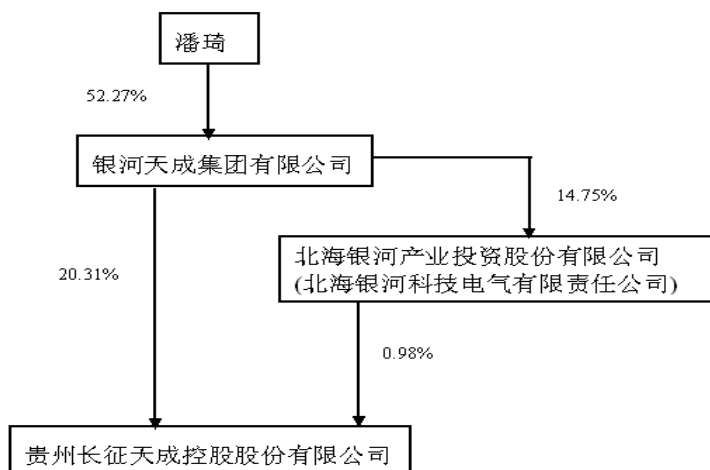 潘琦
52.27%
银河天成集团有限公司
14.75%
北海银河产业投资股份有限公司
(北海银河科技电气有限责任公司)
20.31%
0.98%
贵州长征天成控股股份有限公司